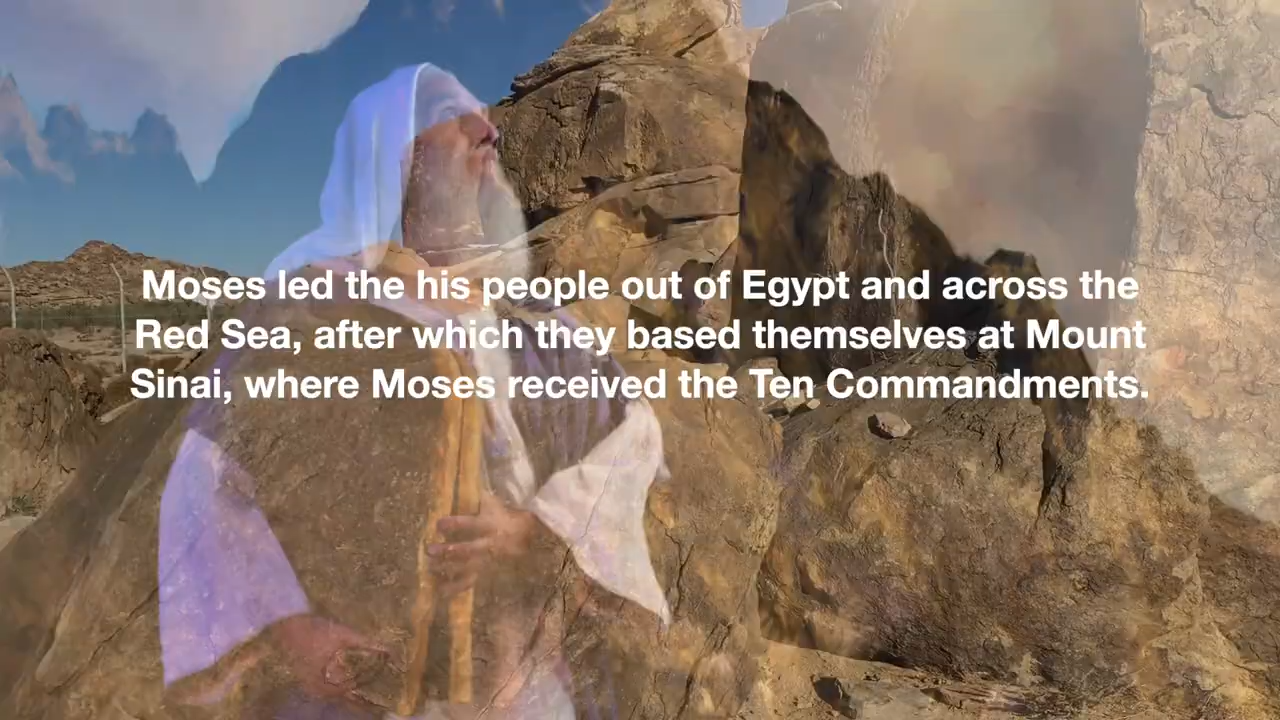 Moses led the his people out of Egypt and across the
Red Sea, after which they based themselves at Mount
Sinai, where Moses received the Ten Commandments.